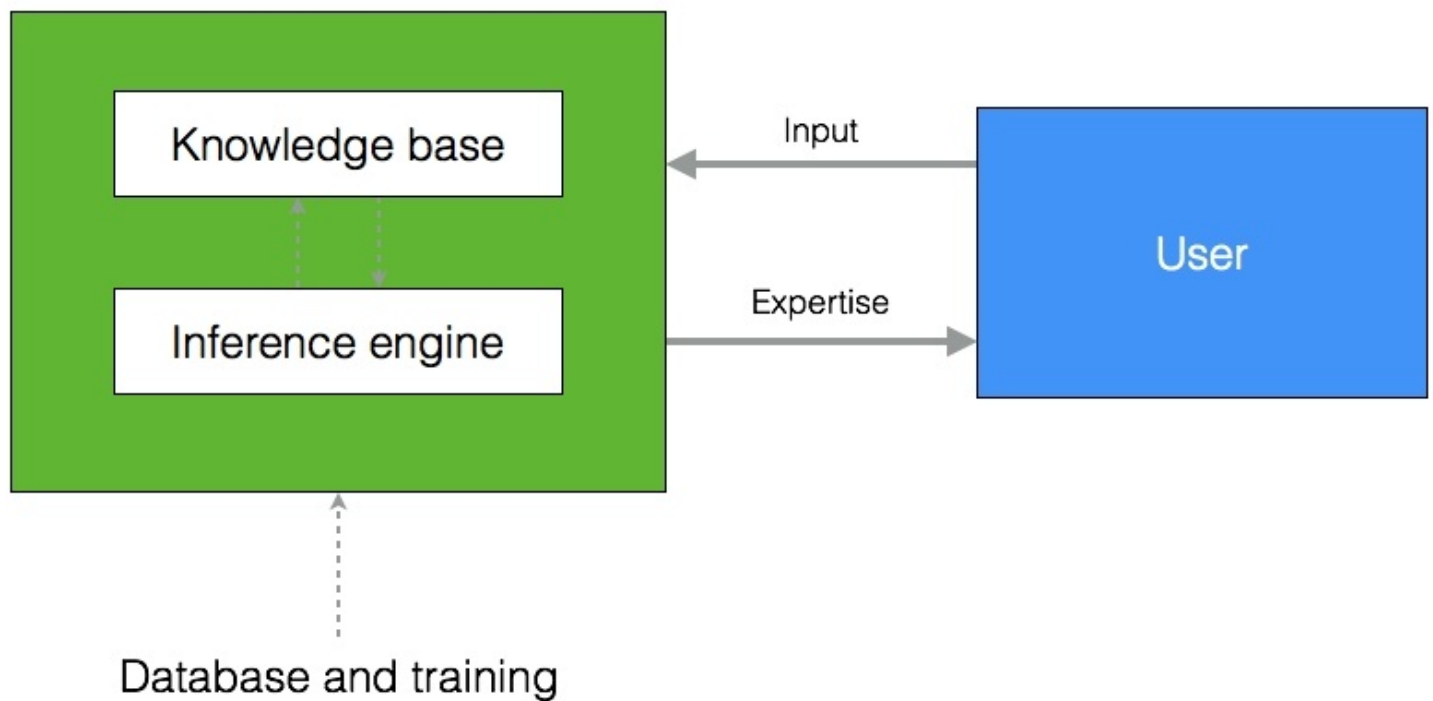 Knowledge base
Input
User
Expertise
Inference engine
Database and training